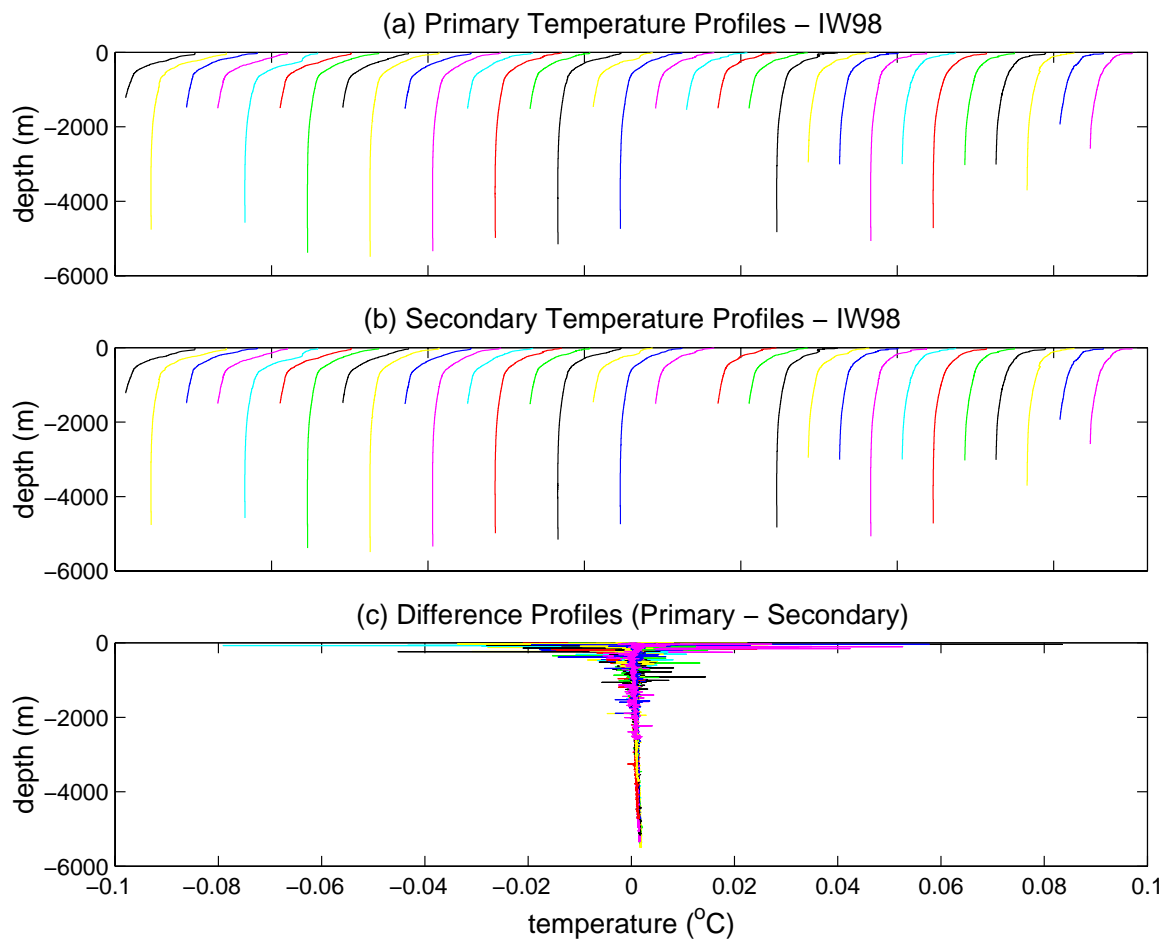 (a) Primary Temperature Profiles – IW98
0
−2000
−4000
−6000
depth (m)
(b) Secondary Temperature Profiles – IW98
0
−2000
−4000
−6000
depth (m)
(c) Difference Profiles (Primary – Secondary)
0
−2000
−4000
−6000
depth (m)
−0.1 −0.08 −0.06 −0.04 −0.02 0 0.02 0.04 0.06 0.08 0.1
temperature (°C)